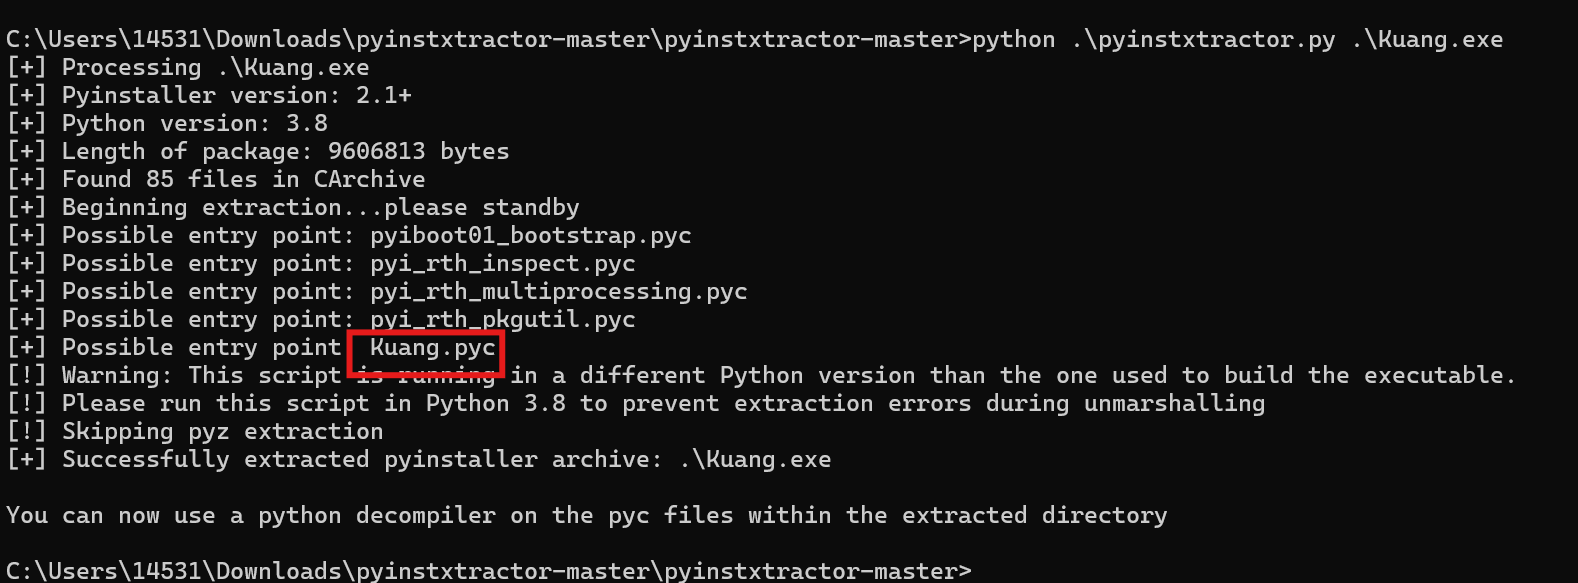 C:\Users\14531\Downloads\pyinstxtractor-master\pyinstxtractor-master>python .\pyinstxtractor.py .\Kuang.exe
[+] Processing .\Kuang.exe
[+] Pyinstaller version: 2.1+
[+] Python version: 3.8
[+] Length of package: 9606813 bytes
[+] Found 85 files in CArchive
[+] Beginning extraction...please standby
[+] Possible entry point: pyiboot01_bootstrap.pyc
[+] Possible entry point: pyi_rth_inspect.pyc
[+] Possible entry point: pyi_rth_multiprocessing.pyc
[+] Possible entry point: pyi_rth_pkgutil.pyc
[+] Possible entry point Kuang.pyc
[!] Warning: This script is running in a different Python version than the one used to build the executable.
[!] Please run this script in Python 3.8 to prevent extraction errors during unmarshalling
[!] Skipping pyz extraction
[+] Successfully extracted pyinstaller archive: .\Kuang.exe
You can now use a python decompiler on the pyc files within the extracted directory
C:\Users\14531\Downloads\pyinstxtractor-master\pyinstxtractor-master>